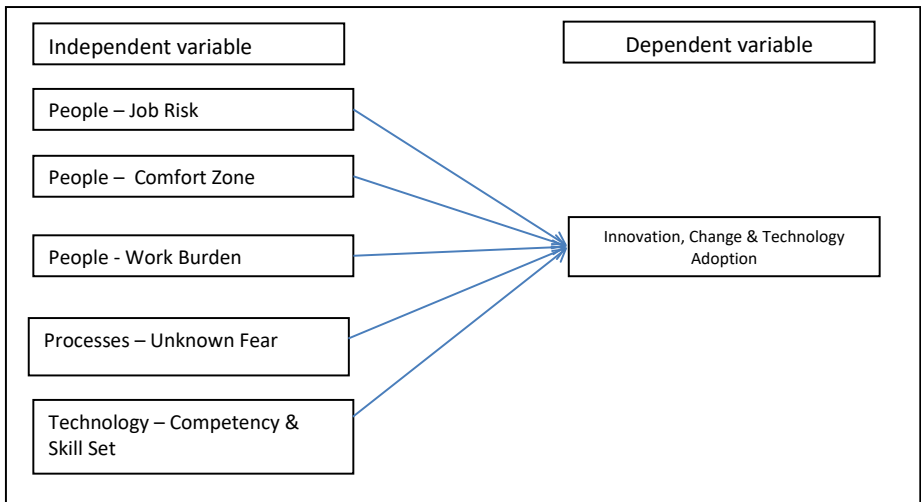 Independent variable
Dependent variable
People – Job Risk
People – Comfort Zone
People - Work Burden
Innovation, Change & Technology
Adoption
Processes – Unknown Fear
Technology – Competency &
Skill Set